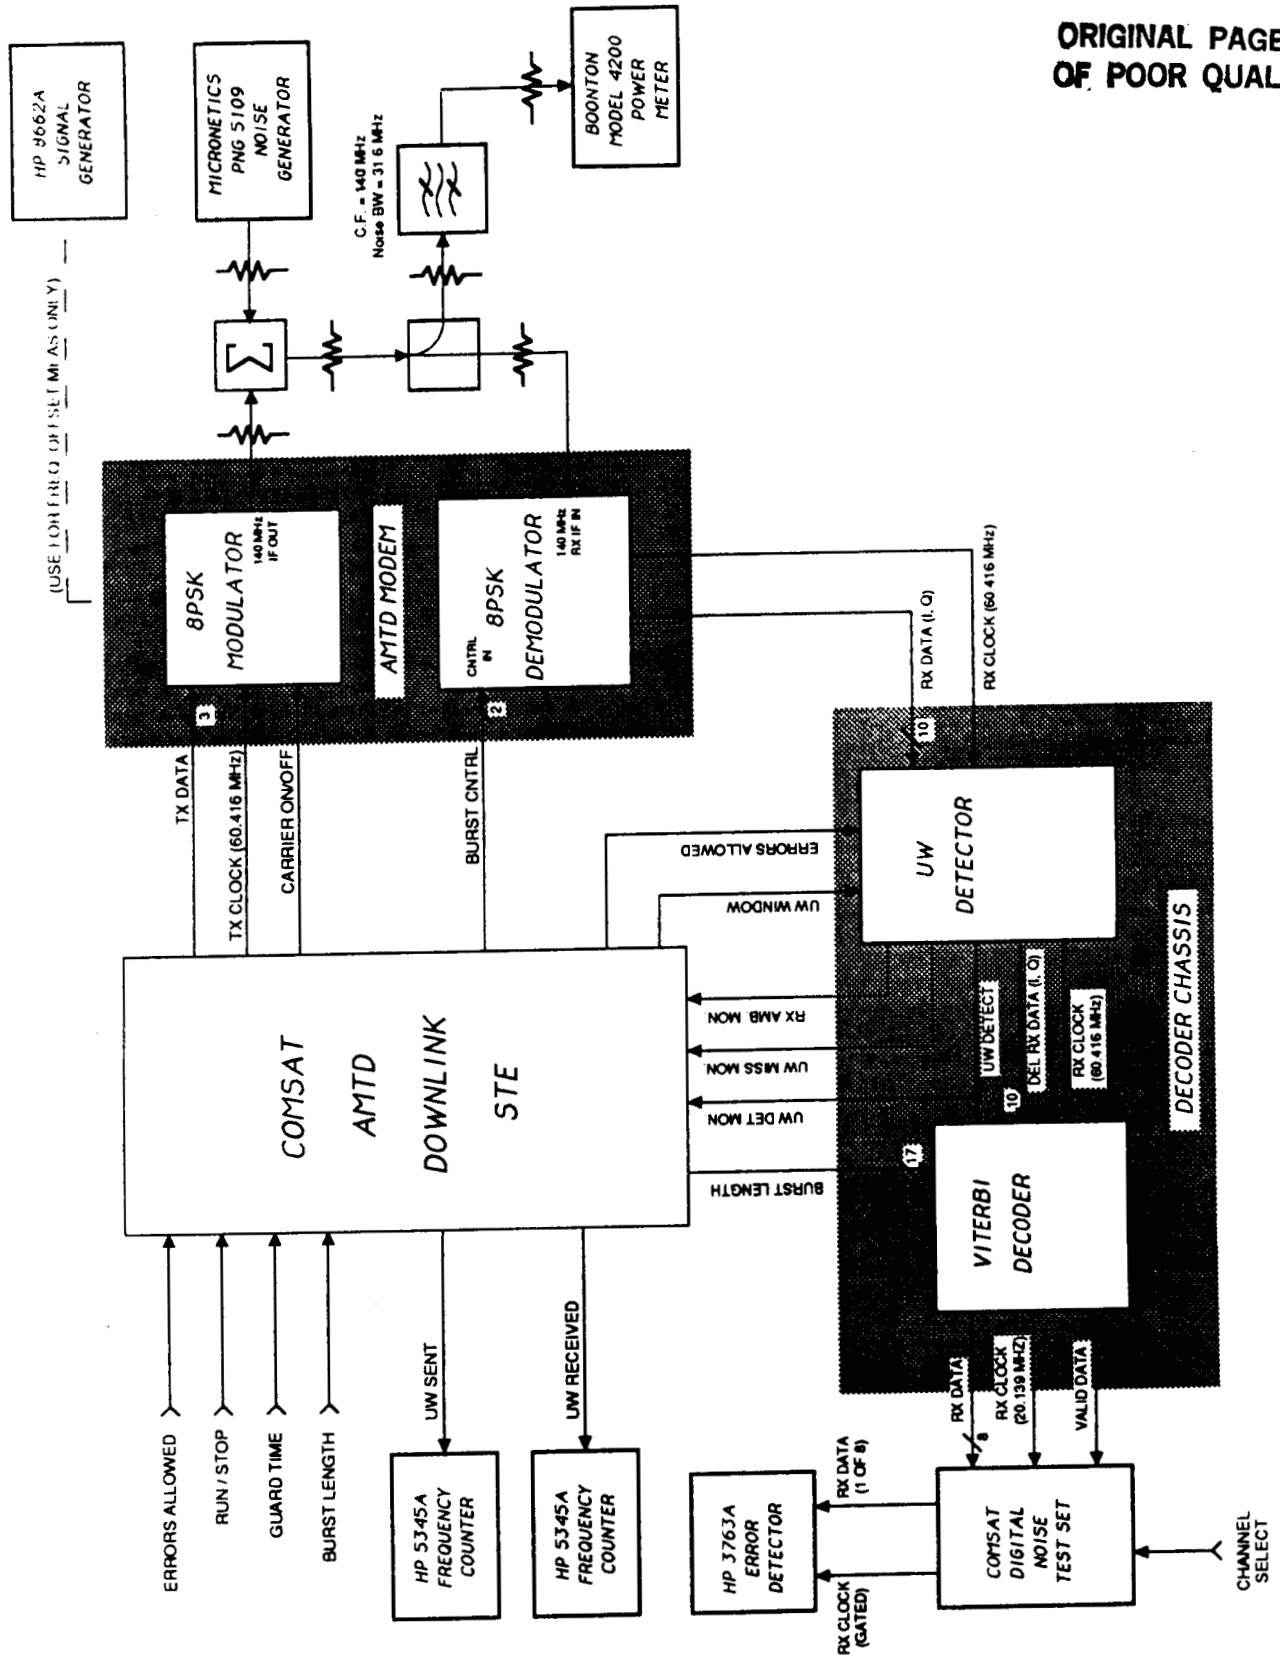 ORIGINAL PAGE
OF POOR QUAL
HP 8662A
SIGNAL
GENERATOR
(USE FOR FREQ. OFFSET MEAS ONLY)
MICRONETICS
PNG 5109
NOISE
GENERATOR
C.F. = 140 MHz
Noise BW = 31 6 MHz
BOONTON
MODEL 4200
POWER
METER
Σ
8PSK
MODULATOR
140 MHz
IF OUT
AMTD MODEM
CNTRL
IN
8PSK
DEMODULATOR
140 MHz
RX IF IN
TX DATA
3
TX CLOCK (60.416 MHz)
CARRIER ON/OFF
BURST CNTRL
2
RX DATA (I, Q)
10
RX CLOCK (60 416 MHz)
COMSAT
AMTD
DOWNLINK
STE
ERRORS ALLOWED
UW WINDOW
RX AMB. MON.
UW MISS MON.
UW DET MON
BURST LENGTH
17
UW
DETECTOR
UW DETECT
DEL RX DATA (I, Q)
10
RX CLOCK
(60 416 MHz)
DECODER CHASSIS
VITERBI
DECODER
ERRORS ALLOWED
RUN / STOP
GUARD TIME
BURST LENGTH
UW SENT
UW RECEIVED
HP 5345A
FREQUENCY
COUNTER
HP 5345A
FREQUENCY
COUNTER
RX DATA
8
RX CLOCK
(20.139 MHZ)
VALID DATA
HP 3763A
ERROR
DETECTOR
RX DATA
(1 OF 8)
RX CLOCK
(GATED)
COMSAT
DIGITAL
NOISE
TEST SET
CHANNEL
SELECT